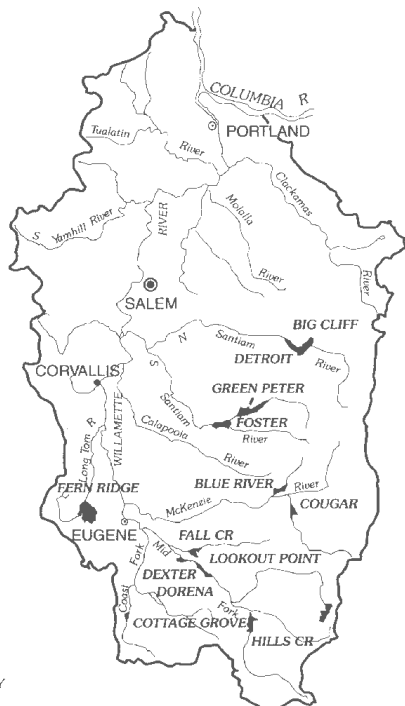 COLUMBIA R
PORTLAND
Tualatin River
Clackamas River
Molalla River
S Yamhill River
RIVER
SALEM
BIG CLIFF
N Santiam River
DETROIT
CORVALLIS
GREEN PETER
S Santiam River
FOSTER
WILLAMETTE
Calapooia River
Long Tom R
BLUE RIVER
FERN RIDGE
McKenzie River
COUGAR
EUGENE
FALL CR
Mid Fork
LOOKOUT POINT
DEXTER
DORENA
Coast Fork
COTTAGE GROVE
HILLS CR
Y